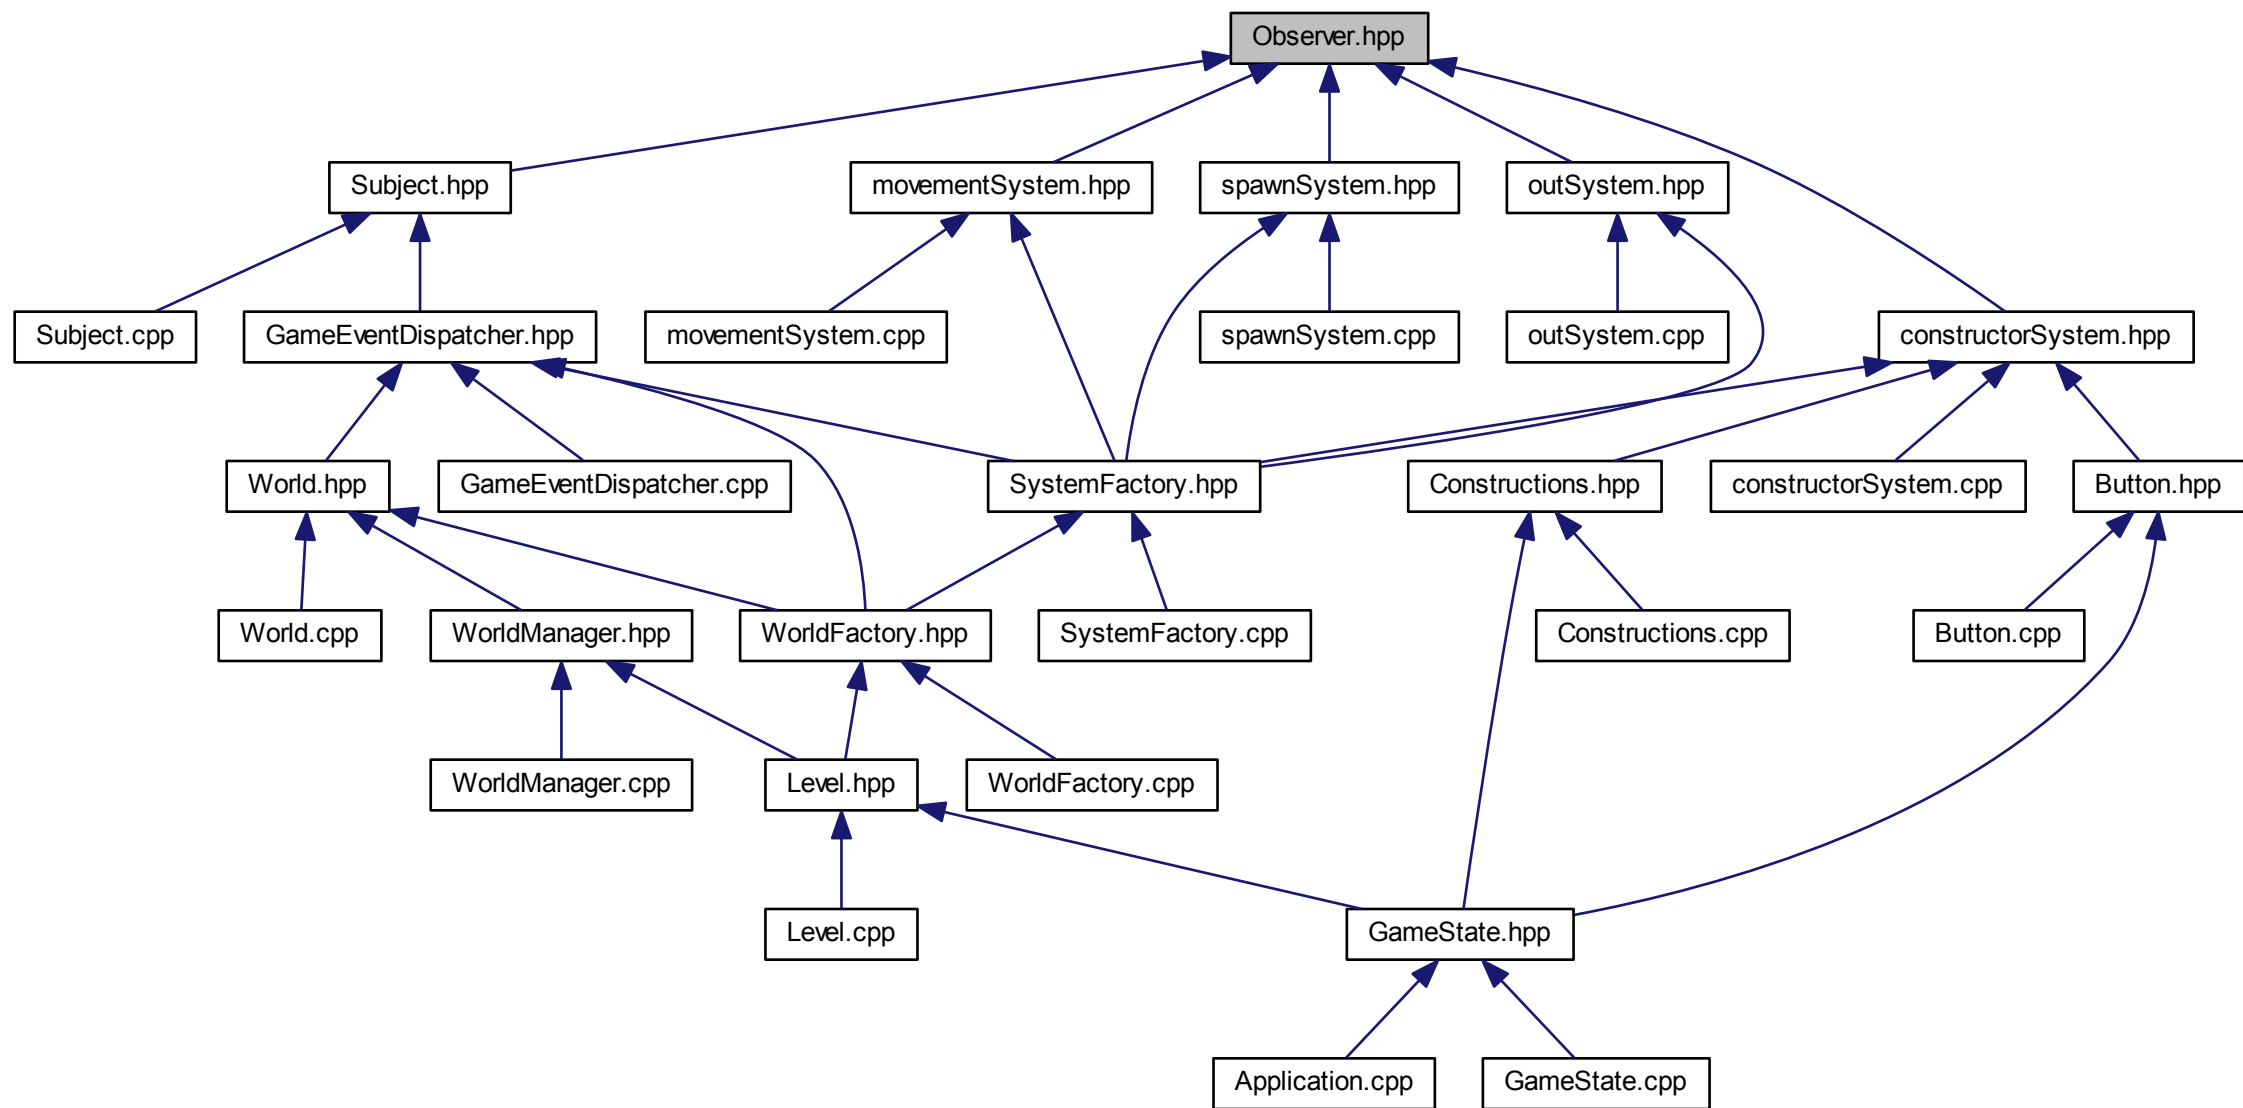 Observer.hpp
Subject.hpp
movementSystem.hpp
spawnSystem.hpp
outSystem.hpp
Subject.cpp
GameEventDispatcher.hpp
movementSystem.cpp
spawnSystem.cpp
outSystem.cpp
constructorSystem.hpp
World.hpp
GameEventDispatcher.cpp
SystemFactory.hpp
Constructions.hpp
constructorSystem.cpp
Button.hpp
World.cpp
WorldManager.hpp
WorldFactory.hpp
SystemFactory.cpp
Constructions.cpp
Button.cpp
WorldManager.cpp
Level.hpp
WorldFactory.cpp
Level.cpp
GameState.hpp
Application.cpp
GameState.cpp